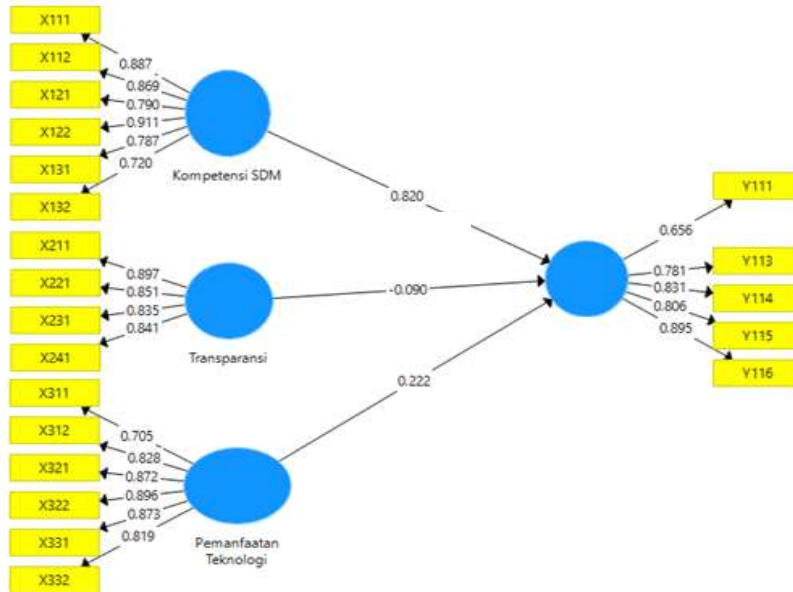 X111
X112
X121
X122
X131
X132
0.887
0.869
0.790
0.911
0.787
0.720
Kompetensi SDM
X211
X221
X231
X241
0.897
0.851
0.835
0.841
Transparansi
X311
X312
X321
X322
X331
X332
0.705
0.828
0.872
0.896
0.873
0.819
Pemanfaatan
Teknologi
0.820
-0.090
0.222
0.656
0.781
0.831
0.806
0.895
Y111
Y113
Y114
Y115
Y116